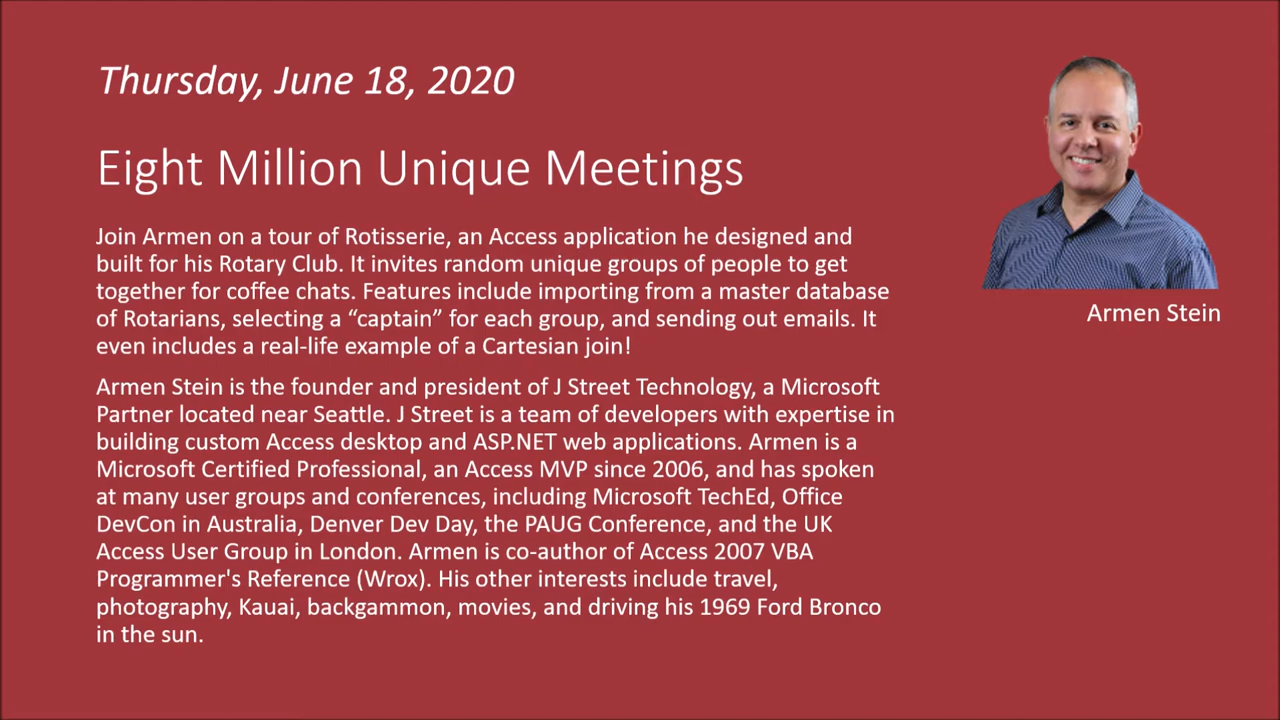 Thursday, June 18, 2020
Eight Million Unique Meetings
Join Armen on a tour of Rotisserie, an Access application he designed and
built for his Rotary Club. It invites random unique groups of people to get
together for coffee chats. Features include importing from a master database
of Rotarians, selecting a “captain” for each group, and sending out emails. It
even includes a real-life example of a Cartesian join!
Armen Stein is the founder and president of J Street Technology, a Microsoft
Partner located near Seattle. J Street is a team of developers with expertise in
building custom Access desktop and ASP.NET web applications. Armen is a
Microsoft Certified Professional, an Access MVP since 2006, and has spoken
at many user groups and conferences, including Microsoft TechEd, Office
DevCon in Australia, Denver Dev Day, the PAUG Conference, and the UK
Access User Group in London. Armen is co-author of Access 2007 VBA
Programmer's Reference (Wrox). His other interests include travel,
photography, Kauai, backgammon, movies, and driving his 1969 Ford Bronco
in the sun.
Armen Stein